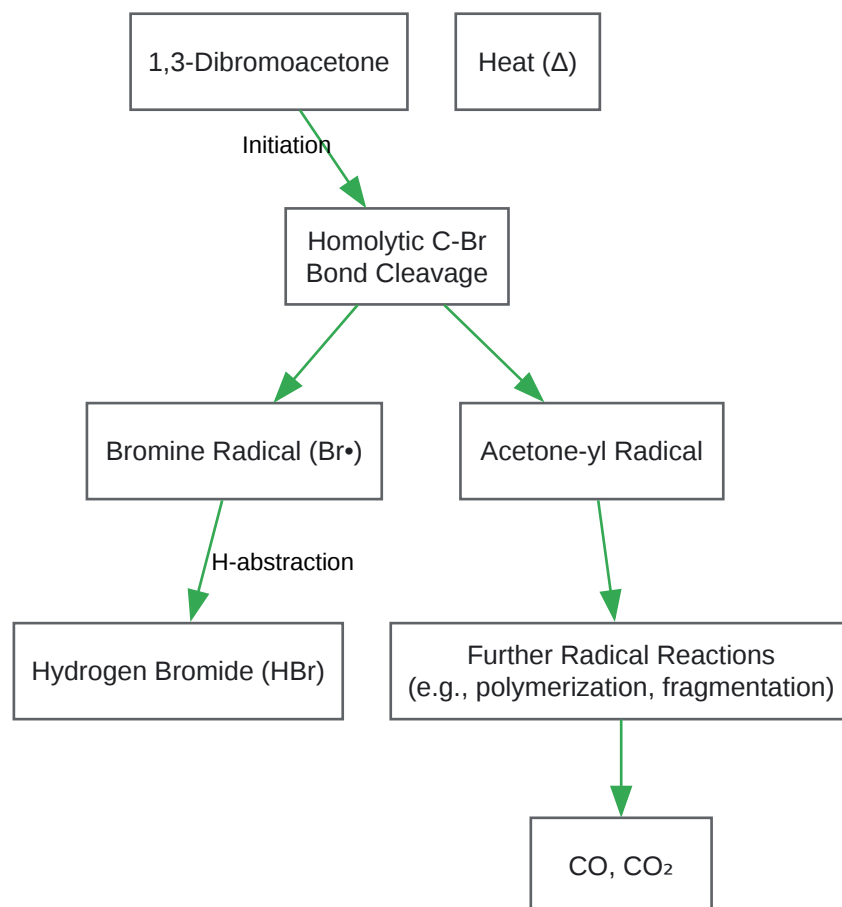 1,3-Dibromoacetone
Heat (Δ)
Initiation
Homolytic C-Br
Bond Cleavage
Bromine Radical (Br•)
Acetone-yl Radical
H-abstraction
Hydrogen Bromide (HBr)
Further Radical Reactions
(e.g., polymerization, fragmentation)
CO, CO₂